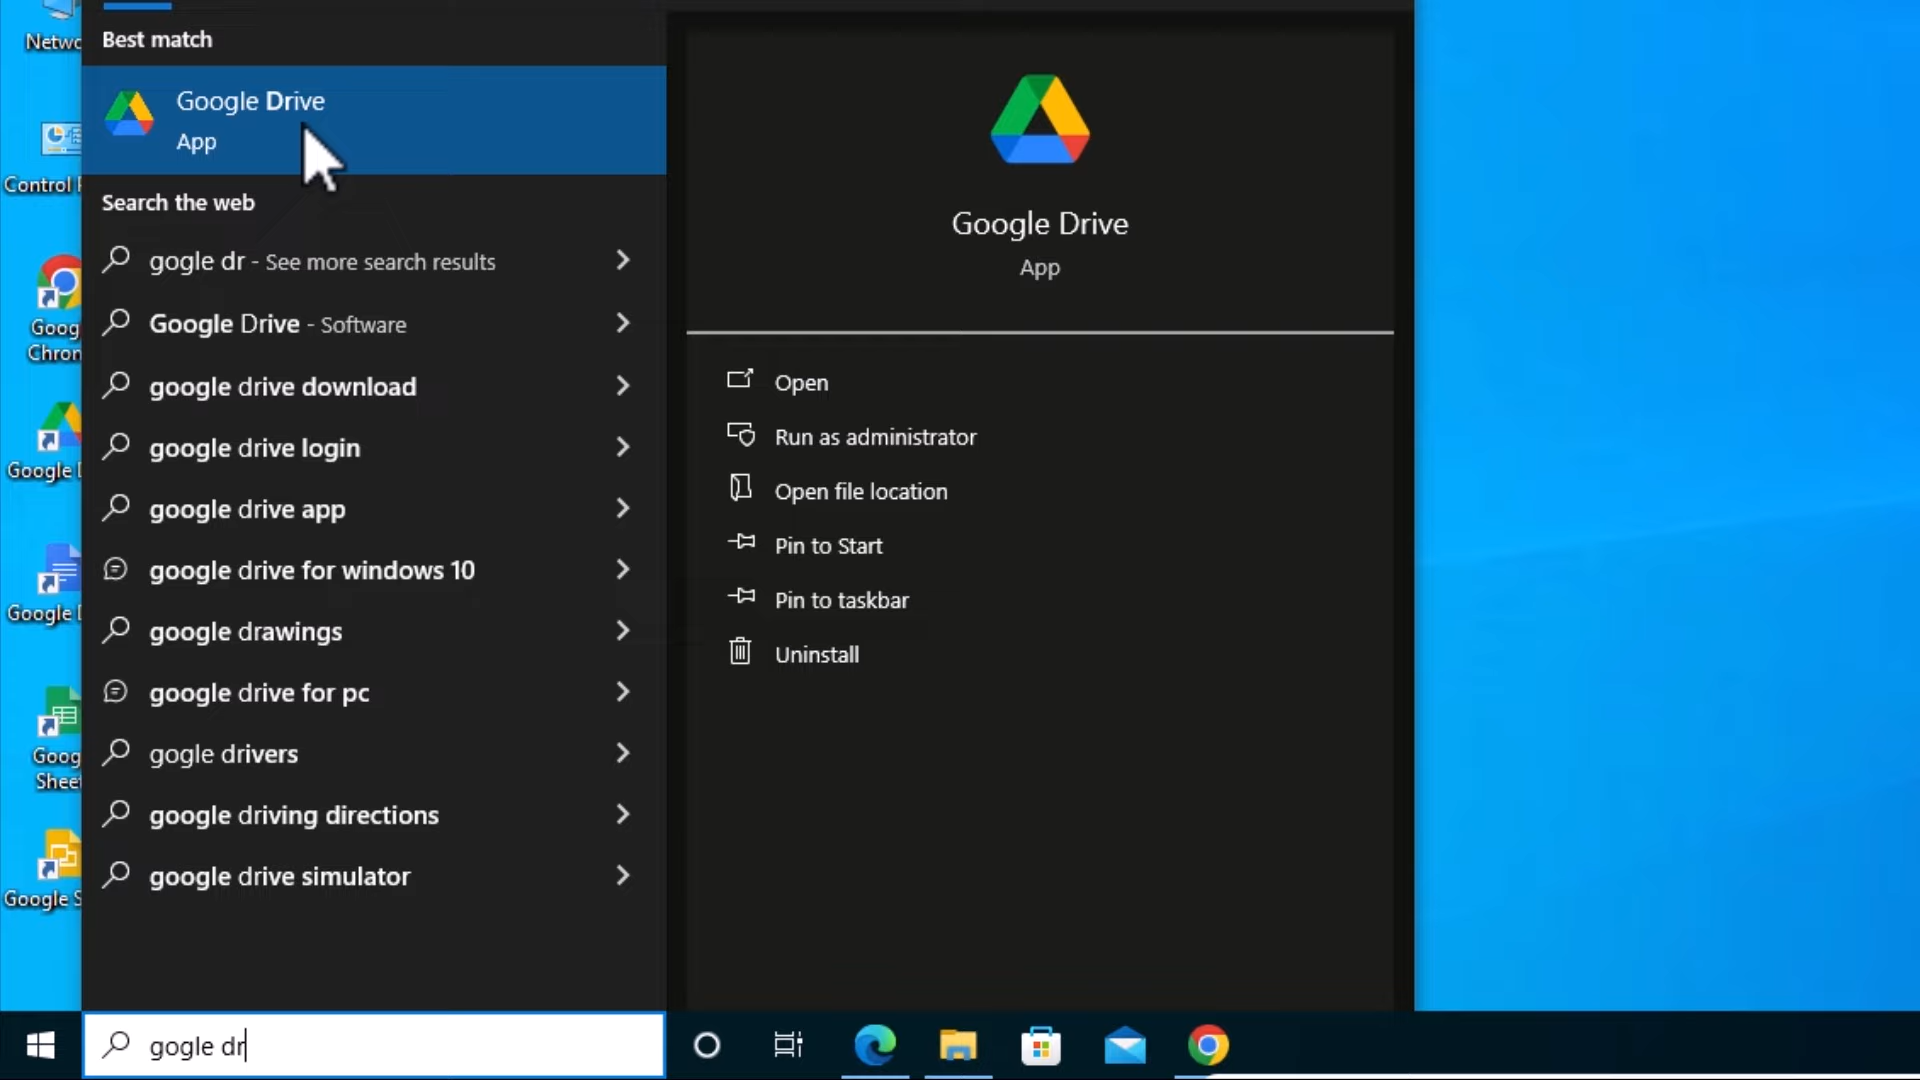 Best match
Google Drive
App
Search the web
gogle dr - See more search results
Google Drive - Software
google drive download
google drive login
google drive app
google drive for windows 10
google drawings
google drive for pc
gogle drivers
google driving directions
google drive simulator
gogle dr
Google Drive
App
Open
Run as administrator
Open file location
Pin to Start
Pin to taskbar
Uninstall
Netwo
Control
Goog
Chron
Google
Google
Goog
Shee
Google S